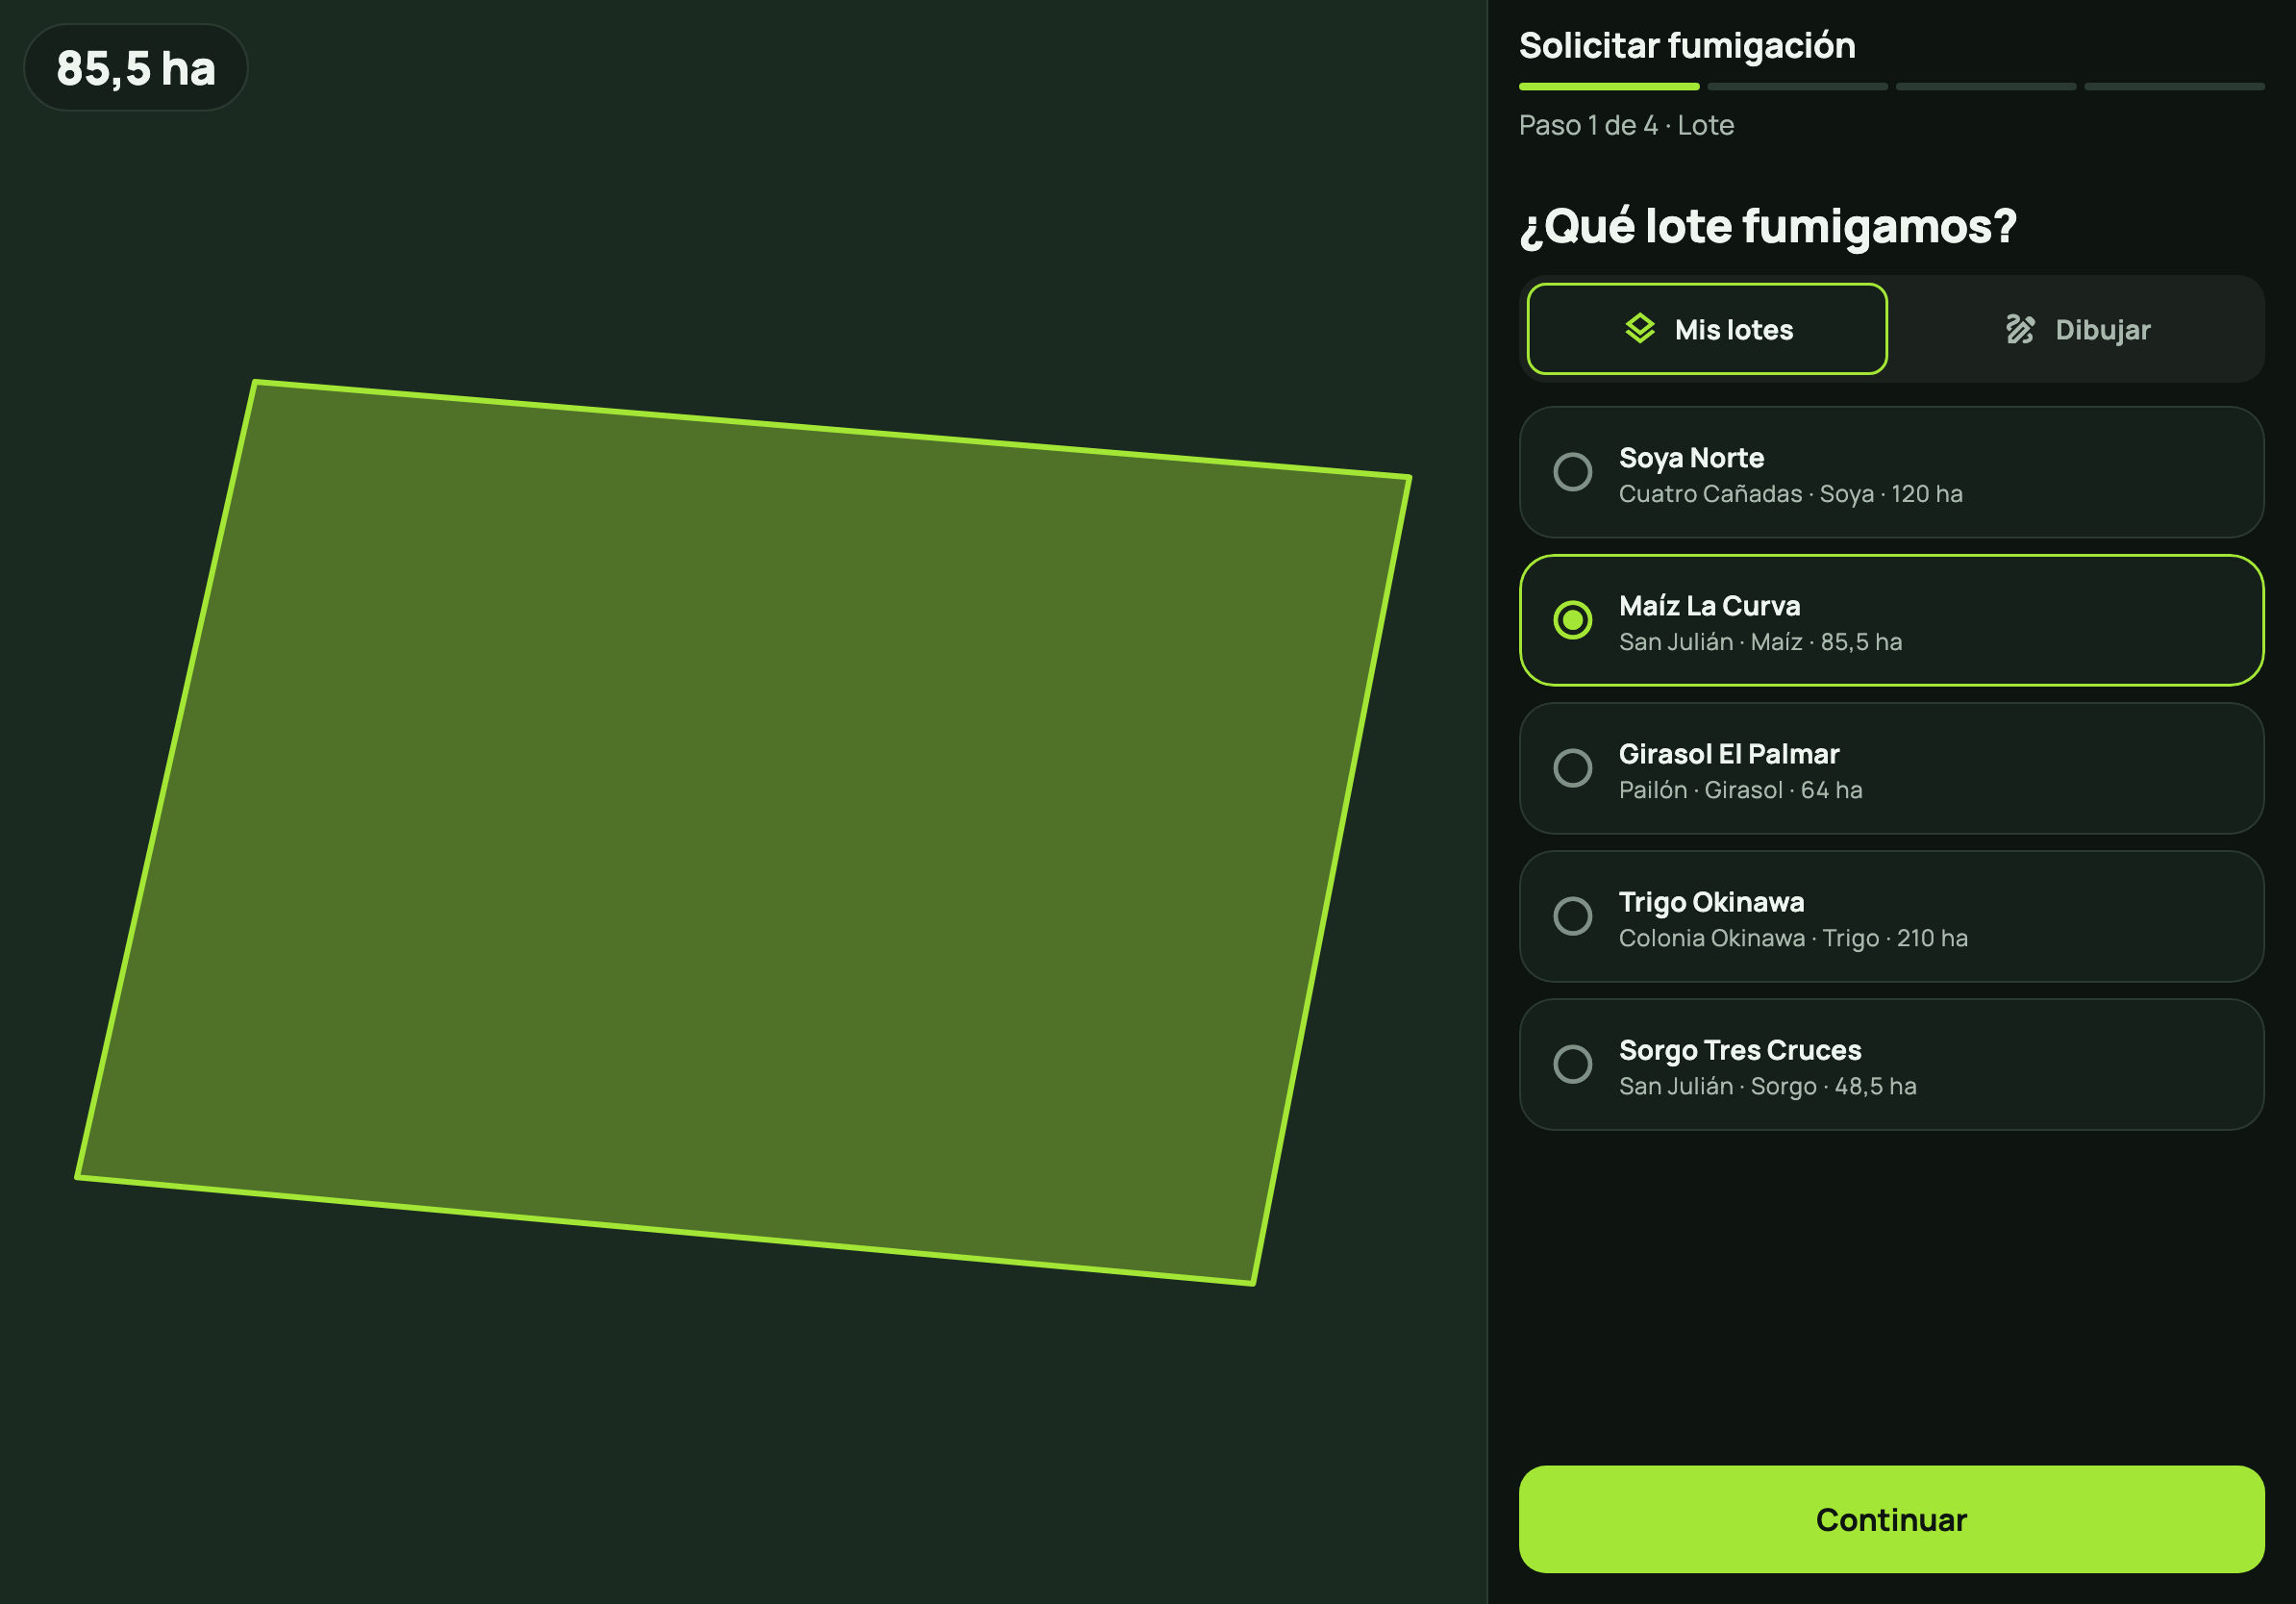 85,5 ha
Solicitar fumigación
Paso 1 de 4 · Lote
¿Qué lote fumigamos?
Mis lotes
Dibujar
Soya Norte
Cuatro Cañadas · Soya · 120 ha
Maíz La Curva
San Julián · Maíz · 85,5 ha
Girasol El Palmar
Pailón · Girasol · 64 ha
Trigo Okinawa
Colonia Okinawa · Trigo · 210 ha
Sorgo Tres Cruces
San Julián · Sorgo · 48,5 ha
Continuar